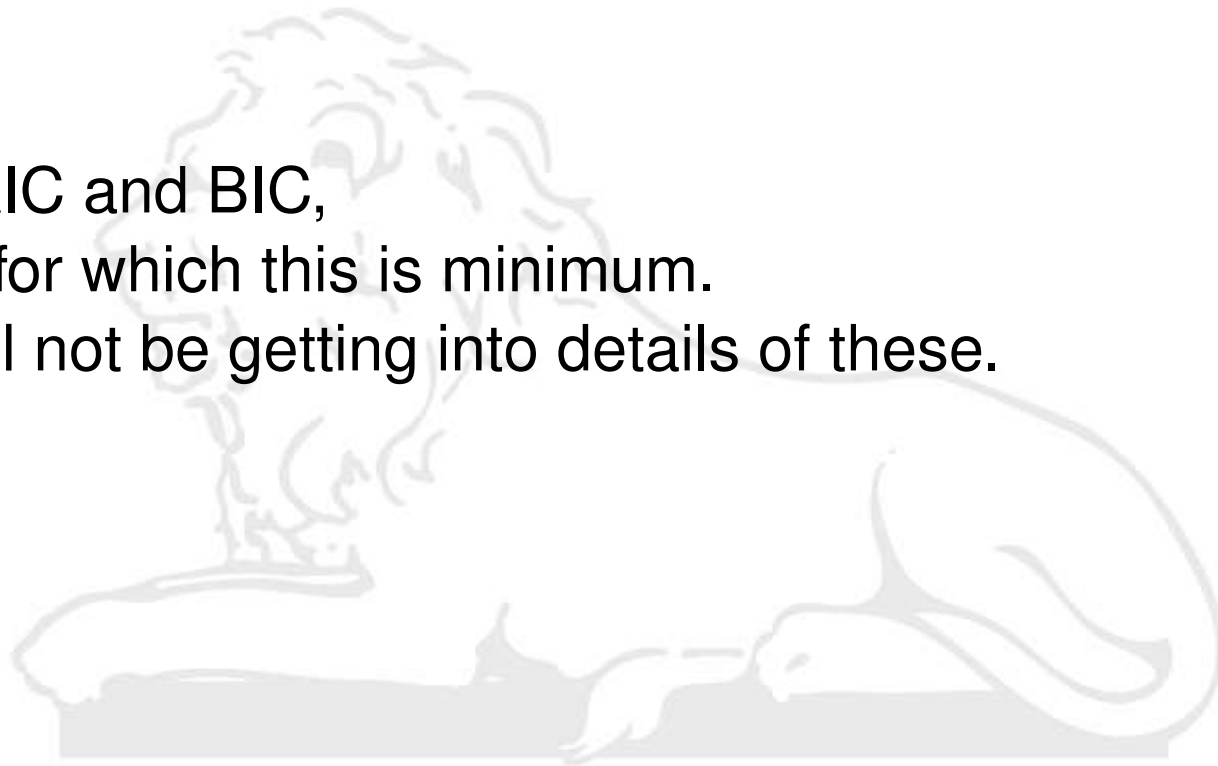 IC and BIC,
for which this is minimum.
l not be getting into details of these.